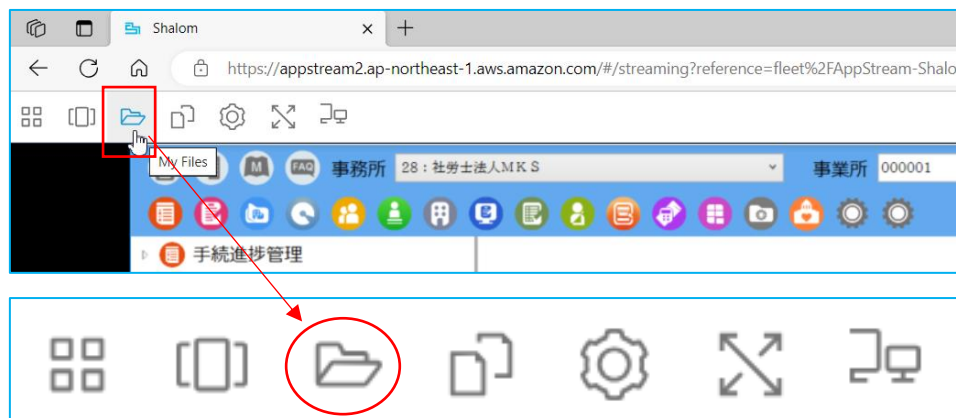 Shalom
https://appstream2.ap-northeast-1.aws.amazon.com/#/streaming?reference=fleet%2FAppStream-Shalo
My Files
M FAQ 事務所 28：社労士法人MKS 事業所 000001
手続進捗管理